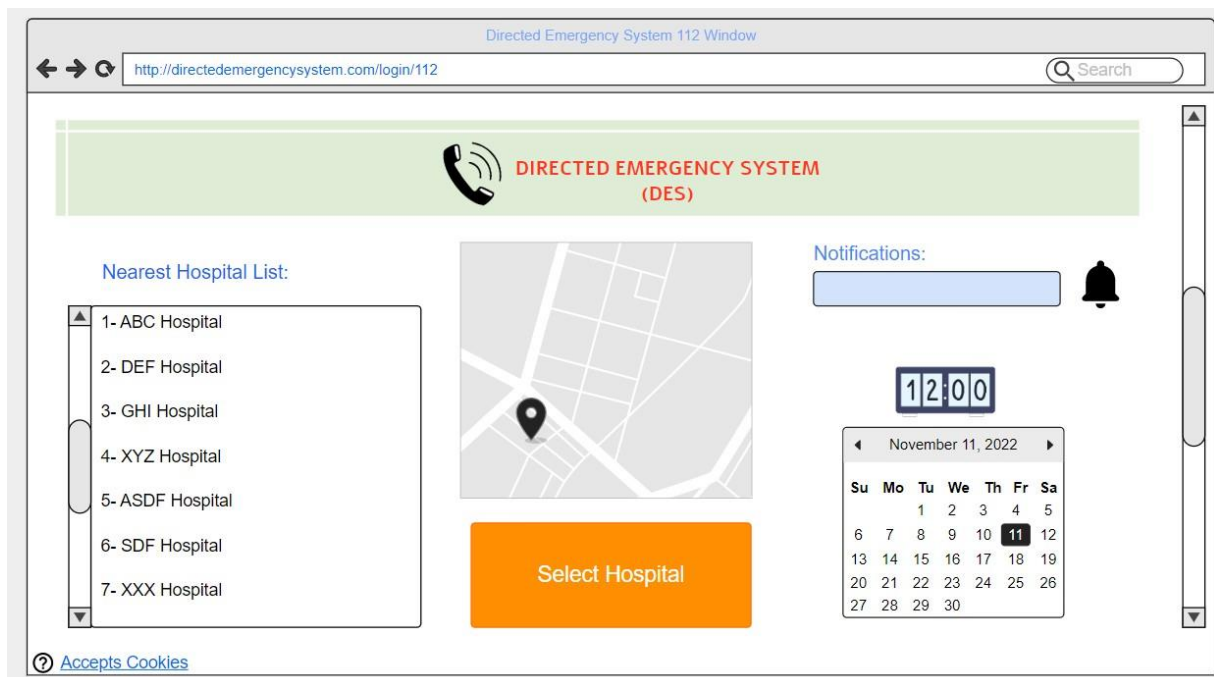 Directed Emergency System 112 Window
http://directedemergencysystem.com/login/112
Search
DIRECTED EMERGENCY SYSTEM
(DES)
Nearest Hospital List:
1- ABC Hospital
2- DEF Hospital
3- GHI Hospital
4- XYZ Hospital
5- ASDF Hospital
6- SDF Hospital
7- XXX Hospital
Select Hospital
Notifications:
12:00
November 11, 2022
Su Mo Tu We Th Fr Sa
1 2 3 4 5
6 7 8 9 10 11 12
13 14 15 16 17 18 19
20 21 22 23 24 25 26
27 28 29 30
? Accepts Cookies